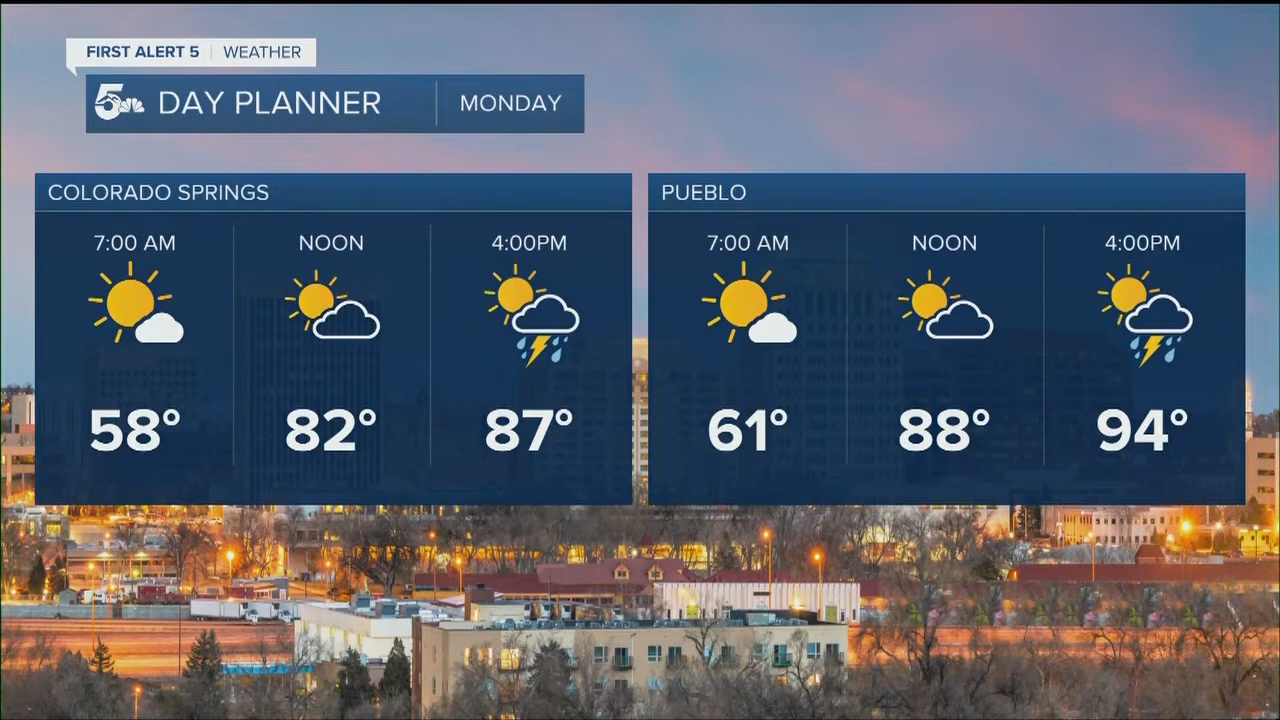 FIRST ALERT 5 | WEATHER
5 DAY PLANNER MONDAY
COLORADO SPRINGS
7:00 AM NOON 4:00PM
58° 82° 87°
PUEBLO
7:00 AM NOON 4:00PM
61° 88° 94°